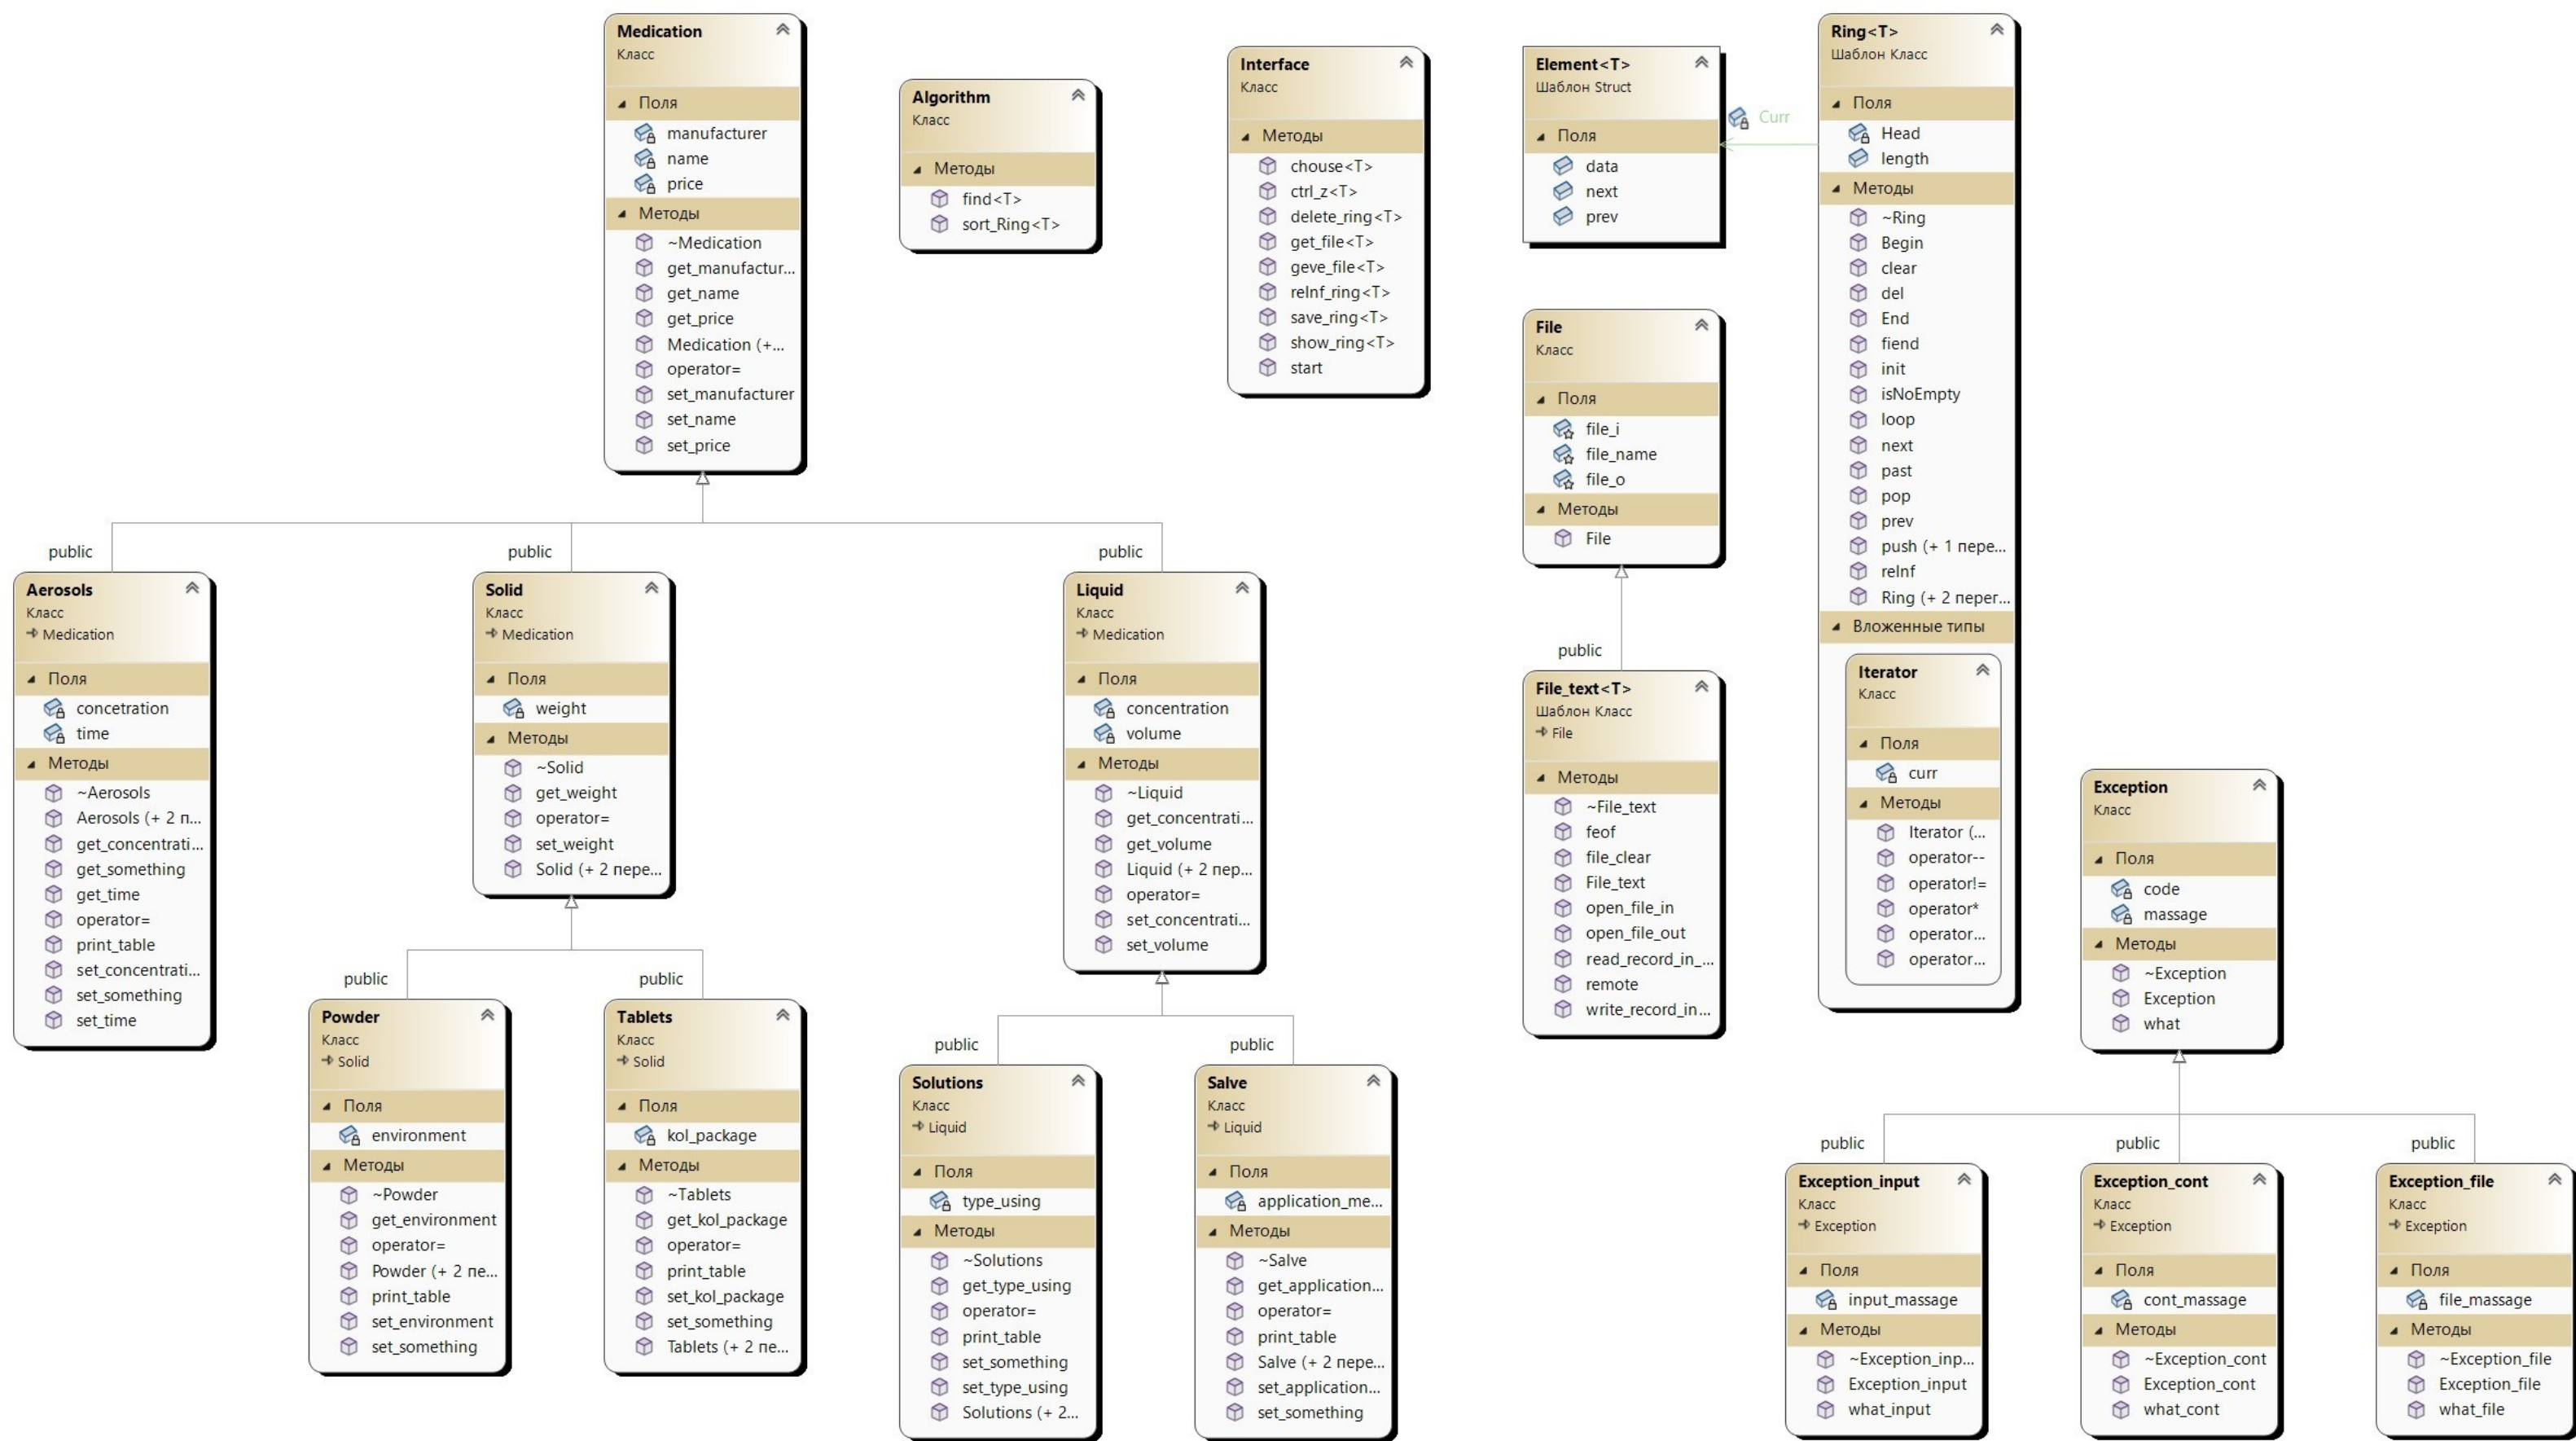 Medication
Класс
Поля
manufacturer
name
price
Методы
~Medication
get_manufactur...
get_name
get_price
Medication (+...
operator=
set_manufacturer
set_name
set_price
Algorithm
Класс
Методы
find<T>
sort_Ring<T>
Interface
Класс
Методы
chouse<T>
ctrl_z<T>
delete_ring<T>
get_file<T>
geve_file<T>
reInf_ring<T>
save_ring<T>
show_ring<T>
start
Element<T>
Шаблон Struct
Поля
data
next
prev
Curr
Ring<T>
Шаблон Класс
Поля
Head
length
Методы
~Ring
Begin
clear
del
End
fiend
init
isNoEmpty
loop
next
past
pop
prev
push (+ 1 пере...
reInf
Ring (+ 2 перег...
Вложенные типы
Iterator
Класс
Поля
curr
Методы
Iterator (...
operator--
operator!=
operator*
operator...
operator...
File
Класс
Поля
file_i
file_name
file_o
Методы
File
public
File_text<T>
Шаблон Класс
File
Методы
~File_text
feof
file_clear
File_text
open_file_in
open_file_out
read_record_in_...
remote
write_record_in...
public
Aerosols
Класс
Medication
Поля
concetration
time
Методы
~Aerosols
Aerosols (+ 2 п...
get_concentrati...
get_something
get_time
operator=
print_table
set_concentrati...
set_something
set_time
public
Solid
Класс
Medication
Поля
weight
Методы
~Solid
get_weight
operator=
set_weight
Solid (+ 2 пере...
public
Liquid
Класс
Medication
Поля
concentration
volume
Методы
~Liquid
get_concentrati...
get_volume
Liquid (+ 2 пер...
operator=
set_concentrati...
set_volume
public
Powder
Класс
Solid
Поля
environment
Методы
~Powder
get_environment
operator=
Powder (+ 2 пе...
print_table
set_environment
set_something
public
Tablets
Класс
Solid
Поля
kol_package
Методы
~Tablets
get_kol_package
operator=
print_table
set_kol_package
set_something
Tablets (+ 2 пе...
public
Solutions
Класс
Liquid
Поля
type_using
Методы
~Solutions
get_type_using
operator=
print_table
set_something
set_type_using
Solutions (+ 2...
public
Salve
Класс
Liquid
Поля
application_me...
Методы
~Salve
get_application...
operator=
print_table
Salve (+ 2 пере...
set_application...
set_something
Exception
Класс
Поля
code
massage
Методы
~Exception
Exception
what
public
Exception_input
Класс
Exception
Поля
input_massage
Методы
~Exception_inp...
Exception_input
what_input
public
Exception_cont
Класс
Exception
Поля
cont_massage
Методы
~Exception_cont
Exception_cont
what_cont
public
Exception_file
Класс
Exception
Поля
file_massage
Методы
~Exception_file
Exception_file
what_file